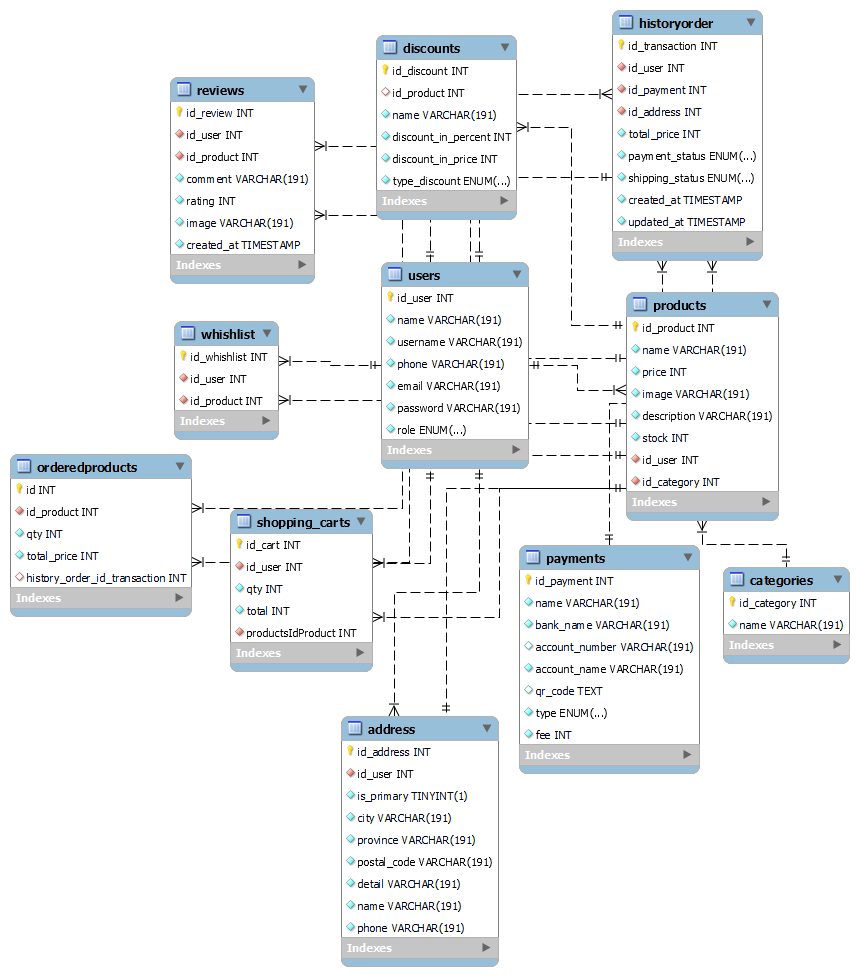 historyorder
id_transaction INT
id_user INT
id_payment INT
id_address INT
total_price INT
payment_status ENUM(...)
shipping_status ENUM(...)
created_at TIMESTAMP
updated_at TIMESTAMP
Indexes
discounts
id_discount INT
id_product INT
name VARCHAR(191)
discount_in_percent INT
discount_in_price INT
type_discount ENUM(...)
Indexes
reviews
id_review INT
id_user INT
id_product INT
comment VARCHAR(191)
rating INT
image VARCHAR(191)
created_at TIMESTAMP
Indexes
users
id_user INT
name VARCHAR(191)
username VARCHAR(191)
phone VARCHAR(191)
email VARCHAR(191)
password VARCHAR(191)
role ENUM(...)
Indexes
products
id_product INT
name VARCHAR(191)
price INT
image VARCHAR(191)
description VARCHAR(191)
stock INT
id_user INT
id_category INT
Indexes
whishlist
id_whishlist INT
id_user INT
id_product INT
Indexes
orderedproducts
id INT
id_product INT
qty INT
total_price INT
history_order_id_transaction INT
Indexes
shopping_carts
id_cart INT
id_user INT
qty INT
total INT
productsIdProduct INT
Indexes
payments
id_payment INT
name VARCHAR(191)
bank_name VARCHAR(191)
account_number VARCHAR(191)
account_name VARCHAR(191)
qr_code TEXT
type ENUM(...)
fee INT
Indexes
categories
id_category INT
name VARCHAR(191)
Indexes
address
id_address INT
id_user INT
is_primary TINYINT(1)
city VARCHAR(191)
province VARCHAR(191)
postal_code VARCHAR(191)
detail VARCHAR(191)
name VARCHAR(191)
phone VARCHAR(191)
Indexes